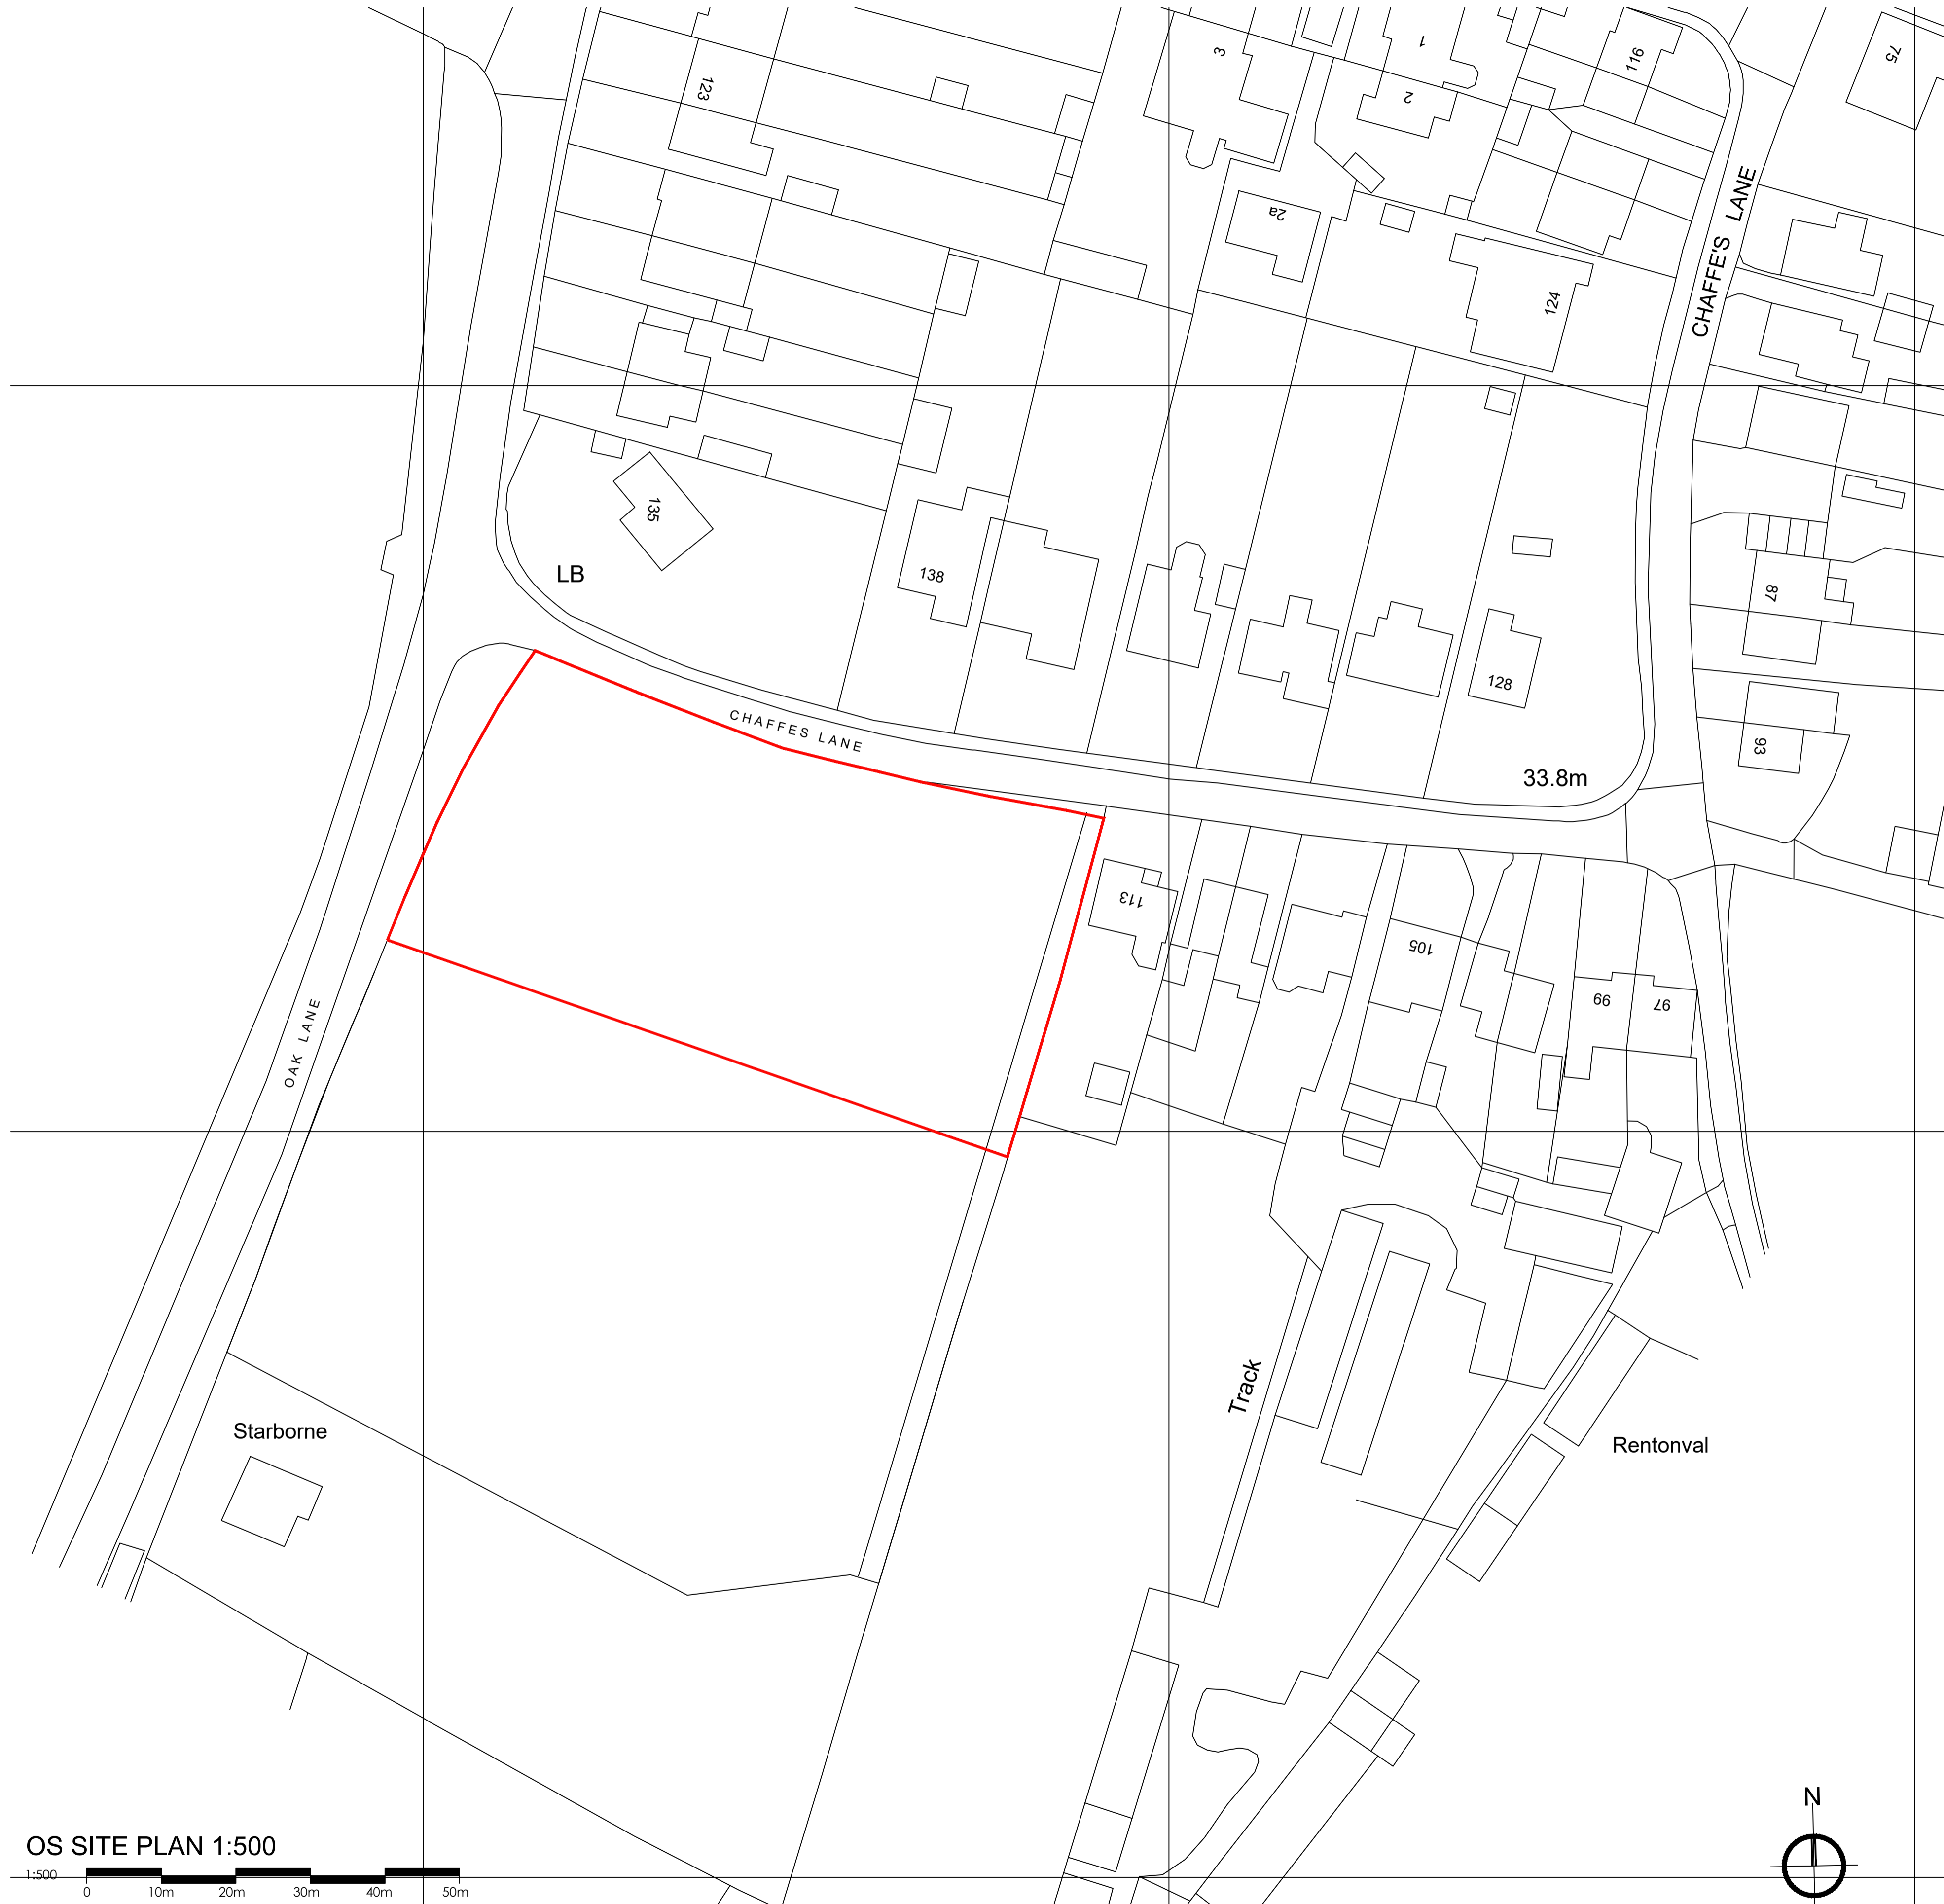 123
3
1
2
116
75
2a
124
CHAFFE'S LANE
135
LB
138
87
128
93
33.8m
CHAFFES LANE
113
105
99
97
OAK LANE
Track
Starborne
Rentonval
N
OS SITE PLAN 1:500
1:500
0 10m 20m 30m 40m 50m